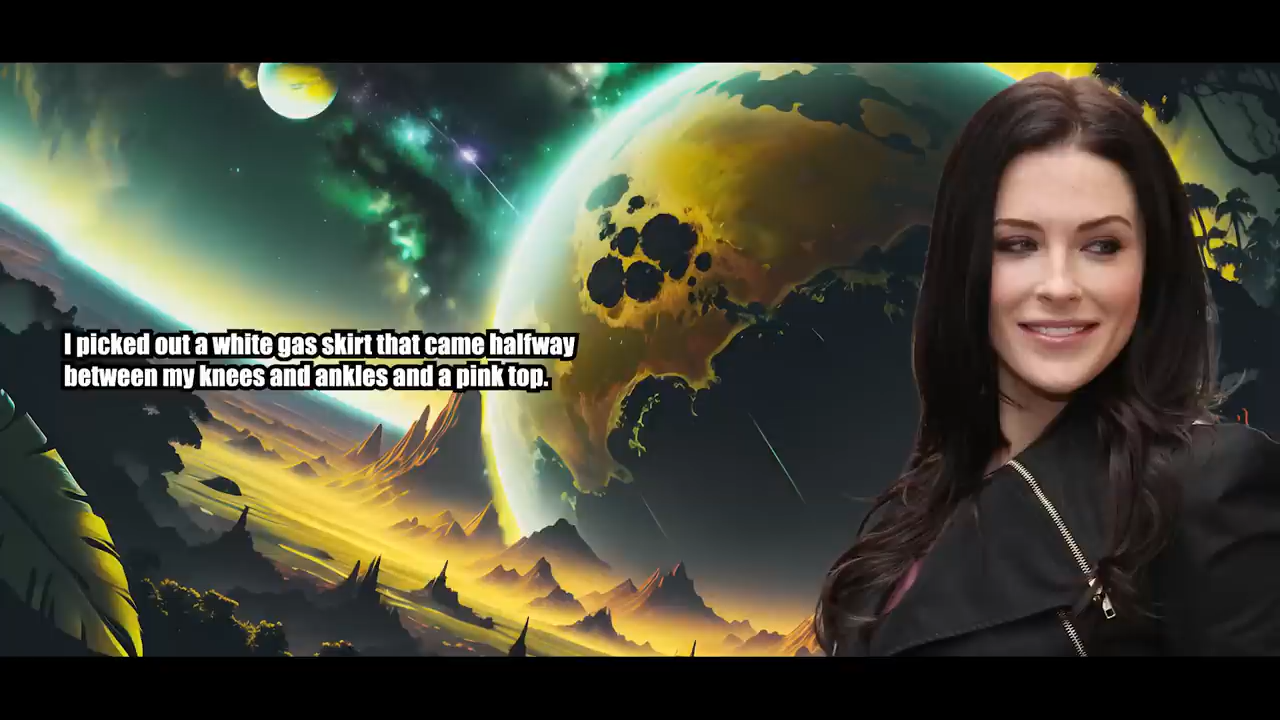 I picked out a white gas skirt that came halfway
between my knees and ankles and a pink top.